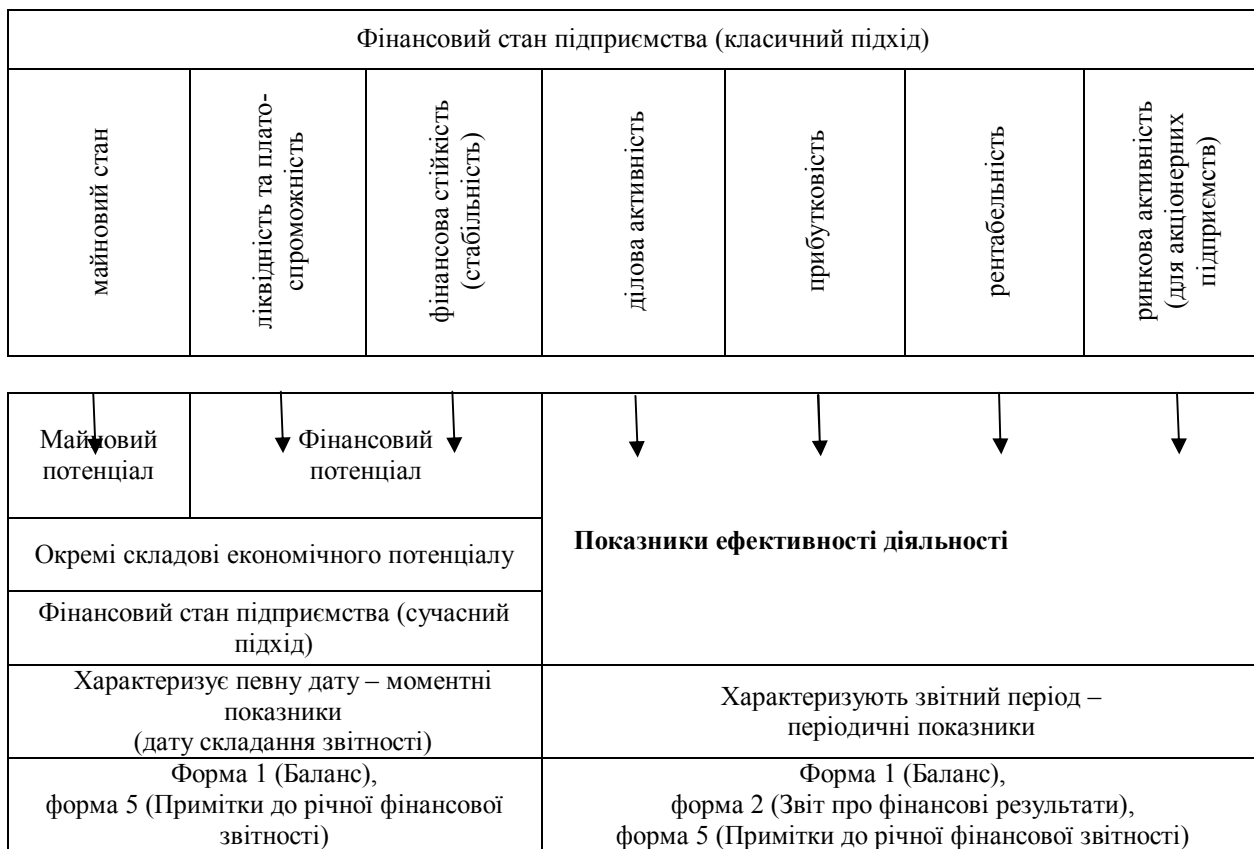 Фінансовий стан підприємства (класичний підхід)
майновий стан
ліквідність та плато-
спроможність
фінансова стійкість
(стабільність)
ділова активність
прибутковість
рентабельність
ринкова активність
(для акціонерних
підприємств)
Майновий
потенціал
Фінансовий
потенціал
Окремі складові економічного потенціалу
Фінансовий стан підприємства (сучасний
підхід)
Показники ефективності діяльності
Характеризує певну дату – моментні
показники
(дату складання звітності)
Характеризують звітний період –
періодичні показники
Форма 1 (Баланс),
форма 5 (Примітки до річної фінансової
звітності)
Форма 1 (Баланс),
форма 2 (Звіт про фінансові результати),
форма 5 (Примітки до річної фінансової звітності)